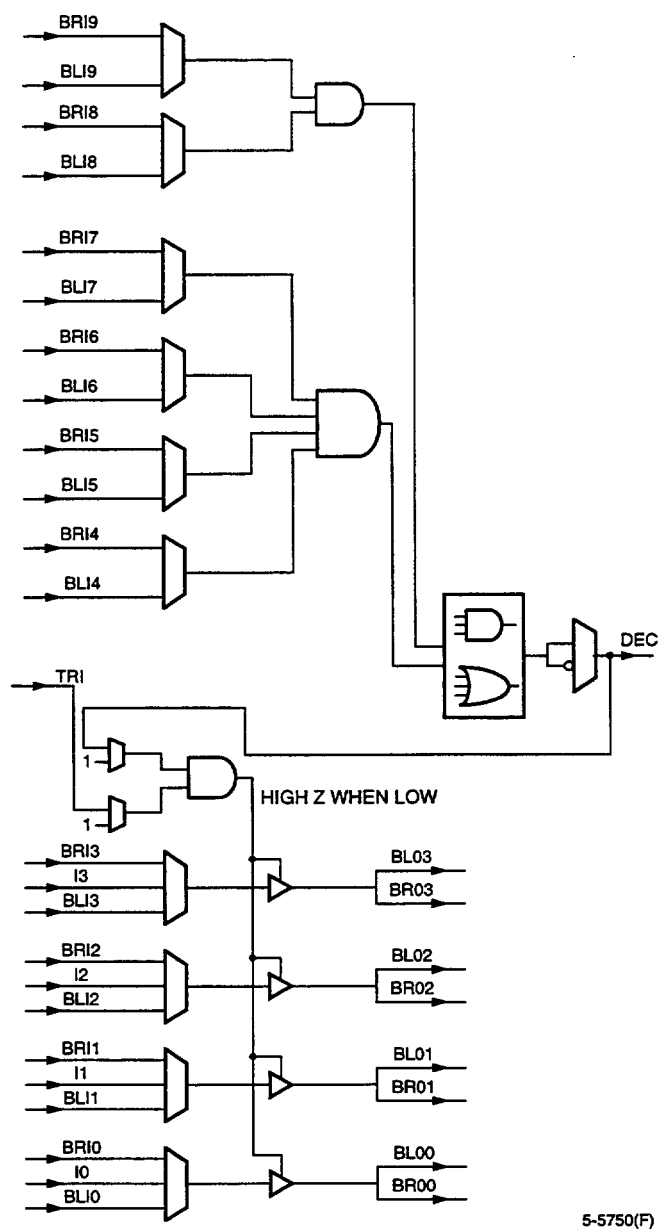 BRI9
BLI9
BRI8
BLI8
BRI7
BLI7
BRI6
BLI6
BRI5
BLI5
BRI4
BLI4
DEC
TRI
1
1
HIGH Z WHEN LOW
BRI3
I3
BLI3
BL03
BR03
BRI2
I2
BLI2
BL02
BR02
BRI1
I1
BLI1
BL01
BR01
BRI0
I0
BLI0
BL00
BR00
5-5750(F)